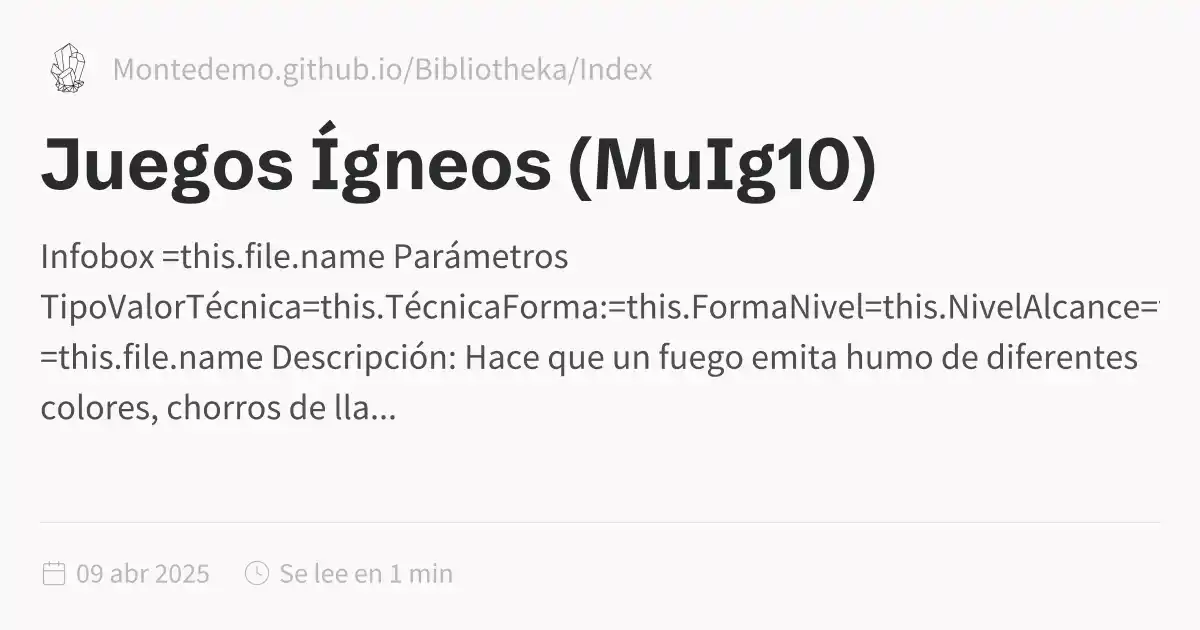 Montedemo.github.io/Bibliotheka/Index
Juegos Ígneos (MuIg10)
Infobox =this.file.name Parámetros
TipoValorTécnica=this.TécnicaForma:=this.FormaNivel=this.NivelAlcance=
=this.file.name Descripción: Hace que un fuego emita humo de diferentes
colores, chorros de lla...
09 abr 2025 Se lee en 1 min